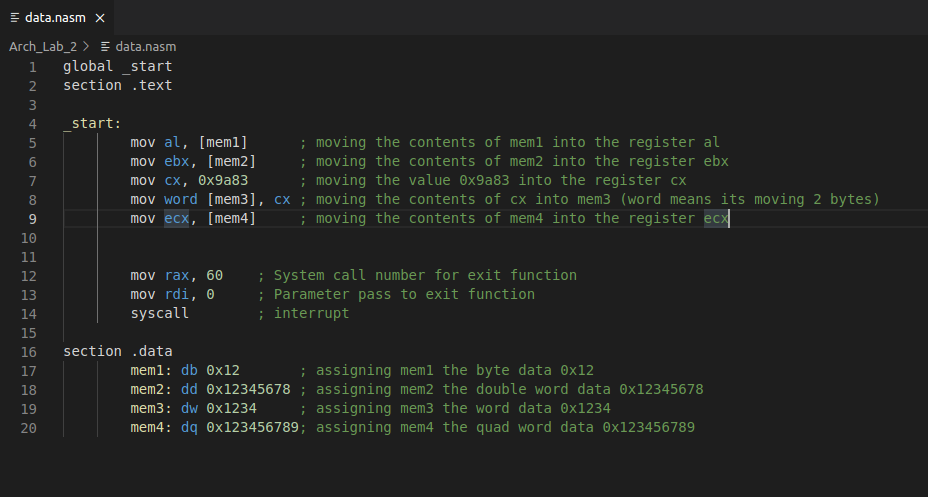 data.nasm
Arch_Lab_2 > data.nasm
1 global _start
2 section .text
3
4 _start:
5 mov al, [mem1] ; moving the contents of mem1 into the register al
6 mov ebx, [mem2] ; moving the contents of mem2 into the register ebx
7 mov cx, 0x9a83 ; moving the value 0x9a83 into the register cx
8 mov word [mem3], cx ; moving the contents of cx into mem3 (word means its moving 2 bytes)
9 mov ecx, [mem4] ; moving the contents of mem4 into the register ecx
10
11
12 mov rax, 60 ; System call number for exit function
13 mov rdi, 0 ; Parameter pass to exit function
14 syscall ; interrupt
15
16 section .data
17 mem1: db 0x12 ; assigning mem1 the byte data 0x12
18 mem2: dd 0x12345678 ; assigning mem2 the double word data 0x12345678
19 mem3: dw 0x1234 ; assigning mem3 the word data 0x1234
20 mem4: dq 0x123456789; assigning mem4 the quad word data 0x123456789